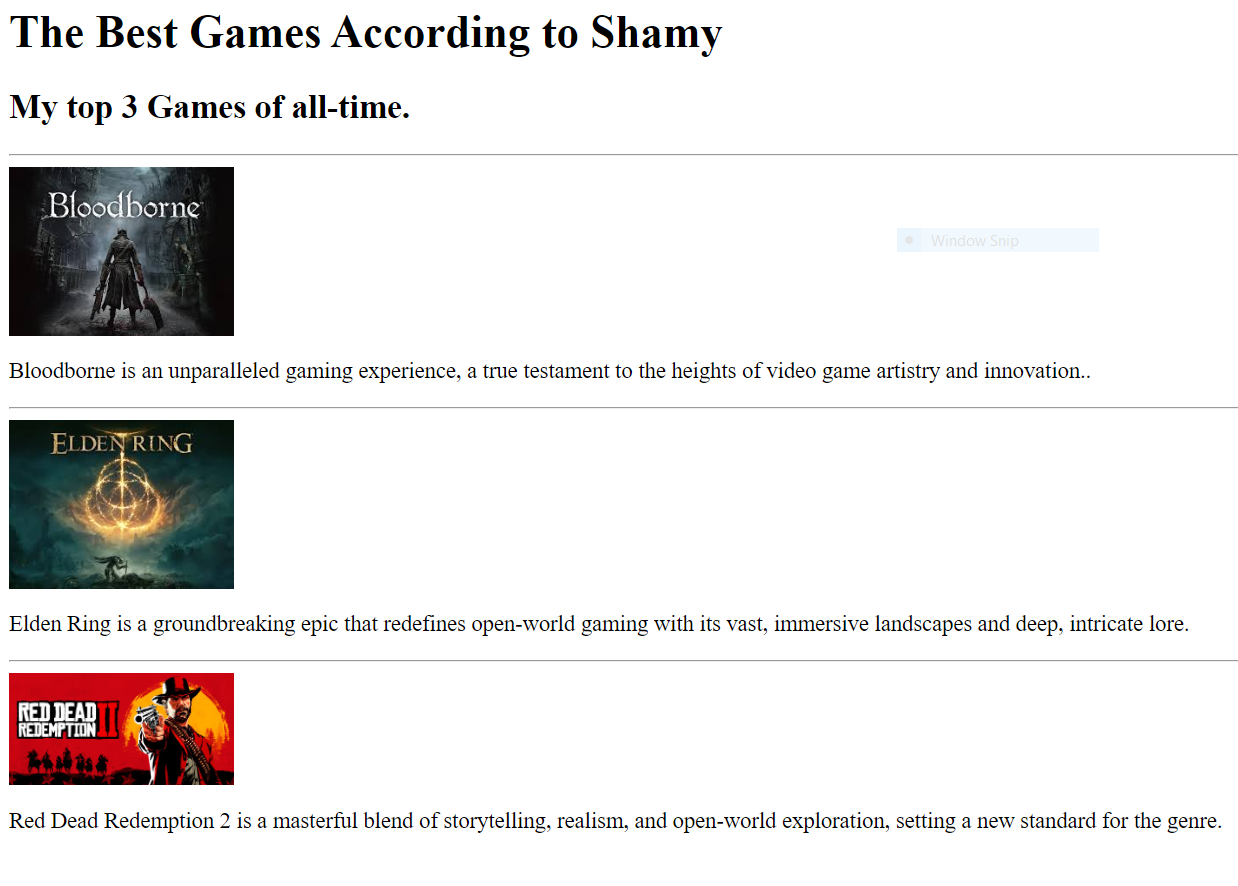 The Best Games According to Shamy
My top 3 Games of all-time.
Bloodborne
Window Snip
Bloodborne is an unparalleled gaming experience, a true testament to the heights of video game artistry and innovation..
ELDEN RING
Elden Ring is a groundbreaking epic that redefines open-world gaming with its vast, immersive landscapes and deep, intricate lore.
RED DEAD
REDEMPTION II
Red Dead Redemption 2 is a masterful blend of storytelling, realism, and open-world exploration, setting a new standard for the genre.